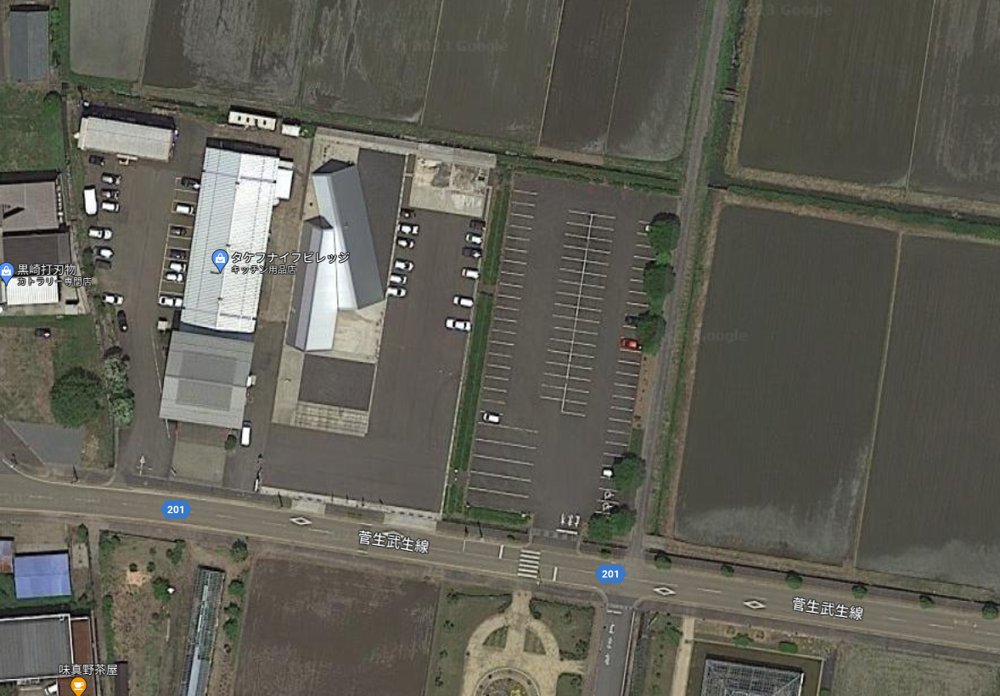 タケフナイフビレッジ
キッチン用品店
黒崎打刃物
カトラリー専門店
201
菅生武生線
201
菅生武生線
味真野茶屋